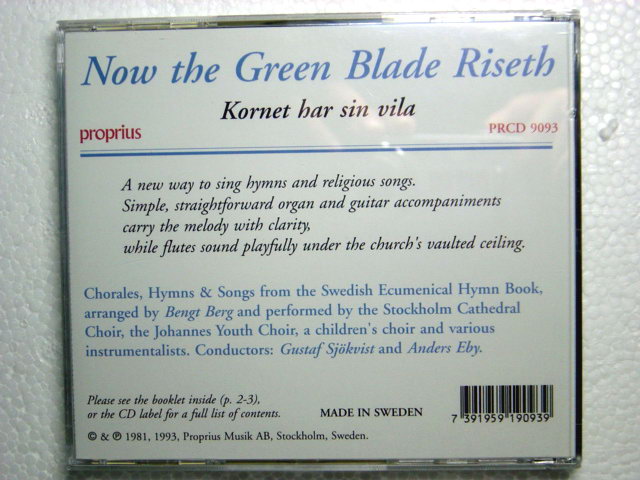 Now the Green Blade Riseth
Kornet har sin vila
proprius
PRCD 9093
A new way to sing hymns and religious songs.
Simple, straightforward organ and guitar accompaniments
carry the melody with clarity,
while flutes sound playfully under the church's vaulted ceiling.
Chorales, Hymns & Songs from the Swedish Ecumenical Hymn Book,
arranged by Bengt Berg and performed by the Stockholm Cathedral
Choir, the Johannes Youth Choir, a children's choir and various
instrumentalists. Conductors: Gustaf Sjökvist and Anders Eby.
Please see the booklet inside (p. 2-3),
or the CD label for a full list of contents.
MADE IN SWEDEN
7 391959 190939
© & ℗ 1981, 1993, Proprius Musik AB, Stockholm, Sweden.